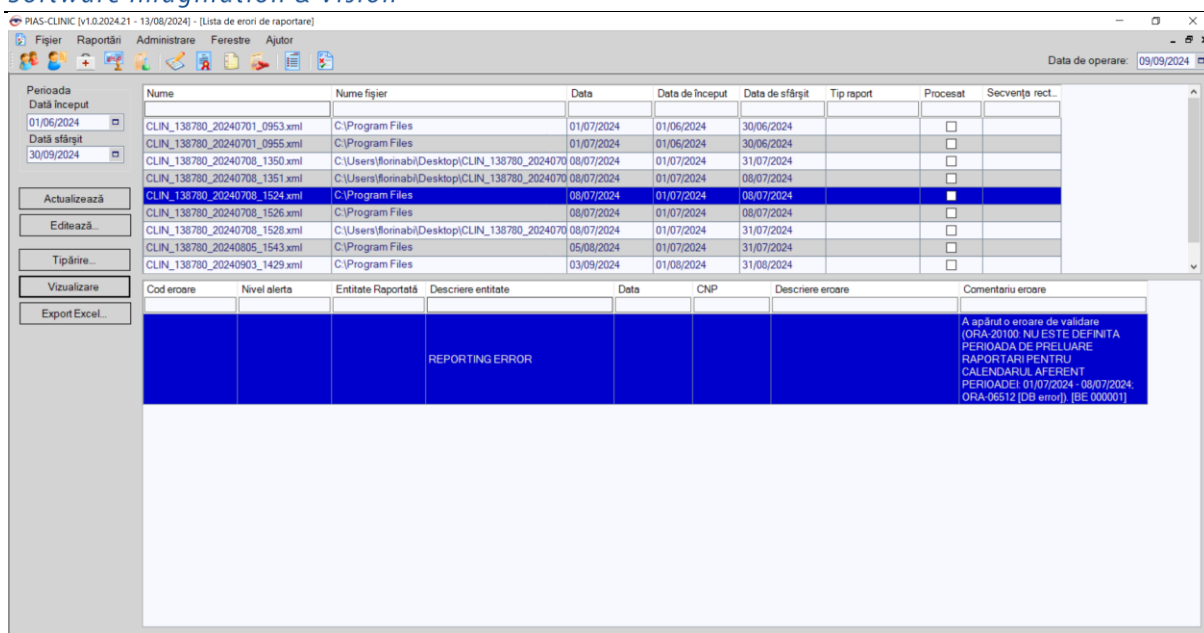 Software Imagination & Vision
PIAS-CLINIC [v1.0.2024.21 - 13/08/2024] - [Lista de erori de raportare]
Fișier Raportări Administrare Ferestre Ajutor
Data de operare: 09/09/2024
Perioada
Dată început
01/06/2024
Dată sfârșit
30/09/2024
Actualizează
Editează...
Tipărire...
Vizualizare
Export Excel...
Nume Nume fișier Data Data de început Data de sfârșit Tip raport Procesat Secvența rect...
CLIN_138780_20240701_0953.xml C:\Program Files 01/07/2024 01/06/2024 30/06/2024
CLIN_138780_20240701_0955.xml C:\Program Files 01/07/2024 01/06/2024 30/06/2024
CLIN_138780_20240708_1350.xml C:\Users\florinabi\Desktop\CLIN_138780_2024070 08/07/2024 01/07/2024 31/07/2024
CLIN_138780_20240708_1351.xml C:\Users\florinabi\Desktop\CLIN_138780_2024070 08/07/2024 01/07/2024 08/07/2024
CLIN_138780_20240708_1524.xml C:\Program Files 08/07/2024 01/07/2024 08/07/2024
CLIN_138780_20240708_1526.xml C:\Program Files 08/07/2024 01/07/2024 08/07/2024
CLIN_138780_20240708_1528.xml C:\Users\florinabi\Desktop\CLIN_138780_2024070 08/07/2024 01/07/2024 31/07/2024
CLIN_138780_20240805_1543.xml C:\Program Files 05/08/2024 01/07/2024 31/07/2024
CLIN_138780_20240903_1429.xml C:\Program Files 03/09/2024 01/08/2024 31/08/2024
Cod eroare Nivel alerta Entitate Raportată Descriere entitate Data CNP Descriere eroare Comentariu eroare
REPORTING ERROR
A apărut o eroare de validare
(ORA-20100: NU ESTE DEFINITA
PERIOADA DE PRELUARE
RAPORTARI PENTRU
CALENDARUL AFERENT
PERIOADEI: 01/07/2024 - 08/07/2024;
ORA-06512 [DB error]). [BE 000001]